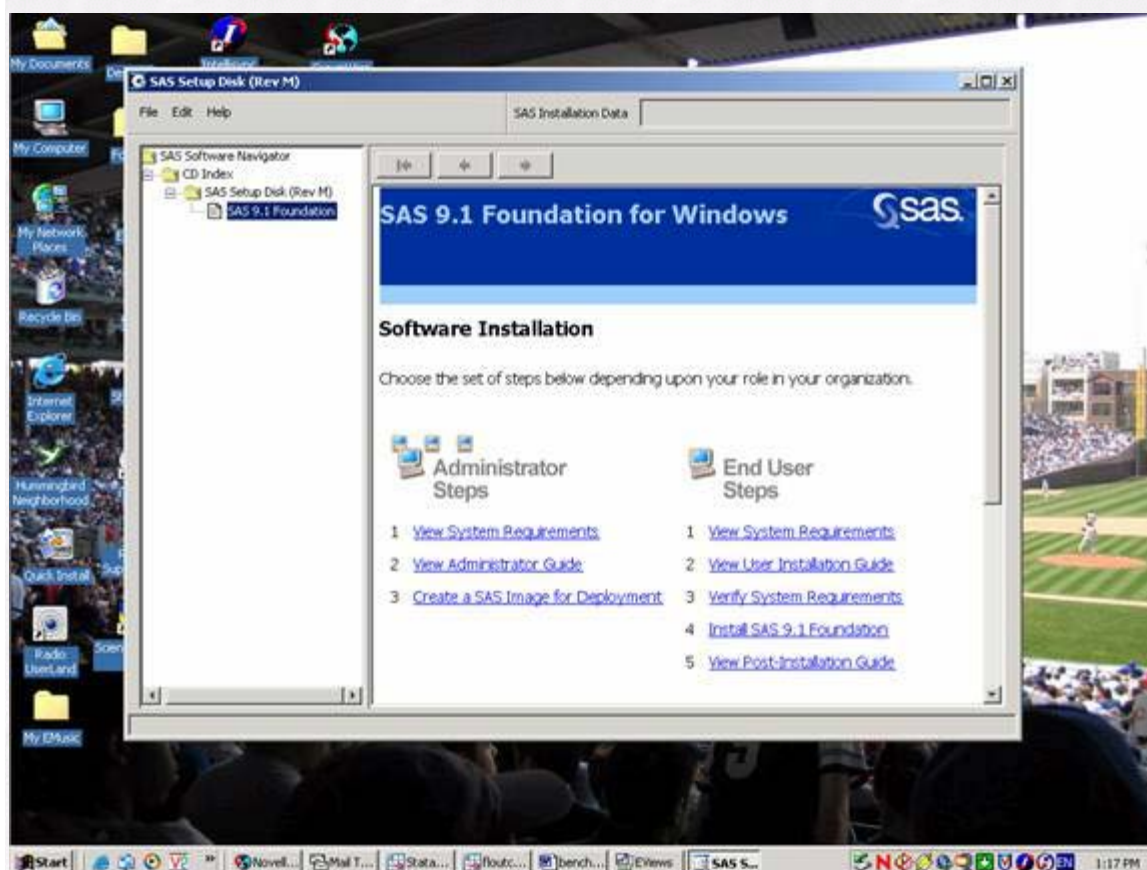 My Documents
Intellisync
SAS Setup Disk (Rev M)
File Edit Help
SAS Installation Data
My Computer
SAS Software Navigator
CD Index
SAS Setup Disk (Rev M)
SAS 9.1 Foundation
SAS 9.1 Foundation for Windows
sas.
My Network Places
Recycle Bin
Software Installation
Choose the set of steps below depending upon your role in your organization.
Internet Explorer
Administrator Steps
End User Steps
Hummingbird Neighborhood
1 View System Requirements
2 View Administrator Guide
3 Create a SAS Image for Deployment
1 View System Requirements
2 View User Installation Guide
3 Verify System Requirements
4 Install SAS 9.1 Foundation
5 View Post-Installation Guide
Quick Install
Radio UserLand
My EMusic
Start
Novell...
Mail T...
Stata...
floutc...
bench...
EViews
SAS S...
EN
1:17 PM